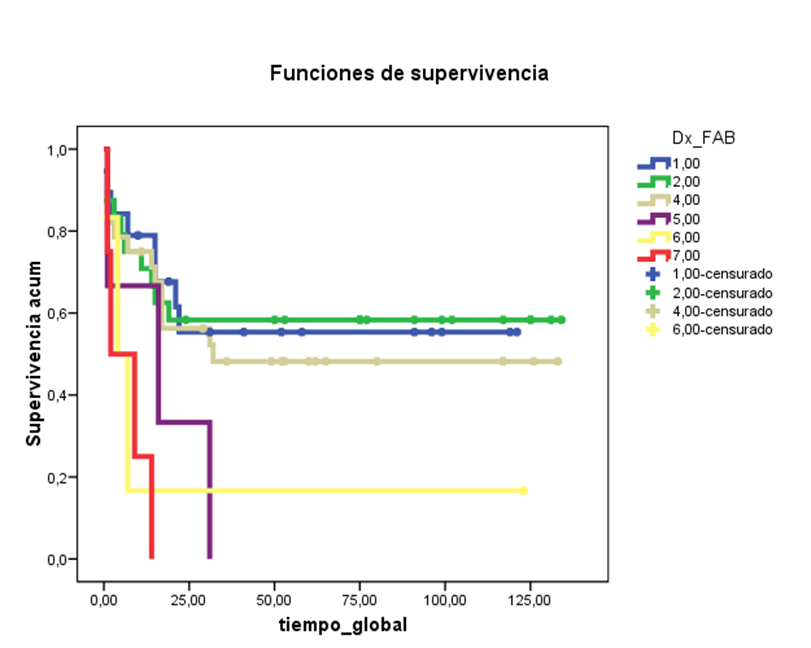 Funciones de supervivencia
Supervivencia acum
1,0
0,8
0,6
0,4
0,2
0,0
0,00 25,00 50,00 75,00 100,00 125,00
tiempo_global
Dx_FAB
1,00
2,00
4,00
5,00
6,00
7,00
1,00-censurado
2,00-censurado
4,00-censurado
6,00-censurado